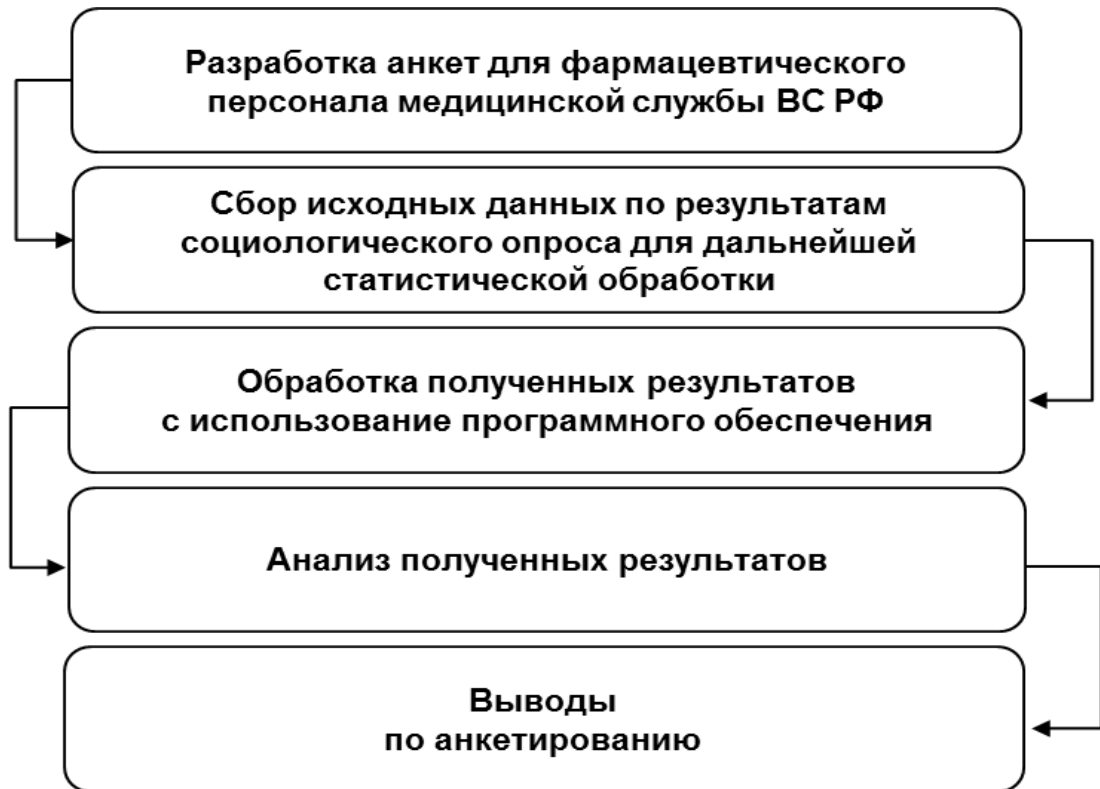 Разработка анкет для фармацевтического
персонала медицинской службы ВС РФ
Сбор исходных данных по результатам
социологического опроса для дальнейшей
статистической обработки
Обработка полученных результатов
с использование программного обеспечения
Анализ полученных результатов
Выводы
по анкетированию